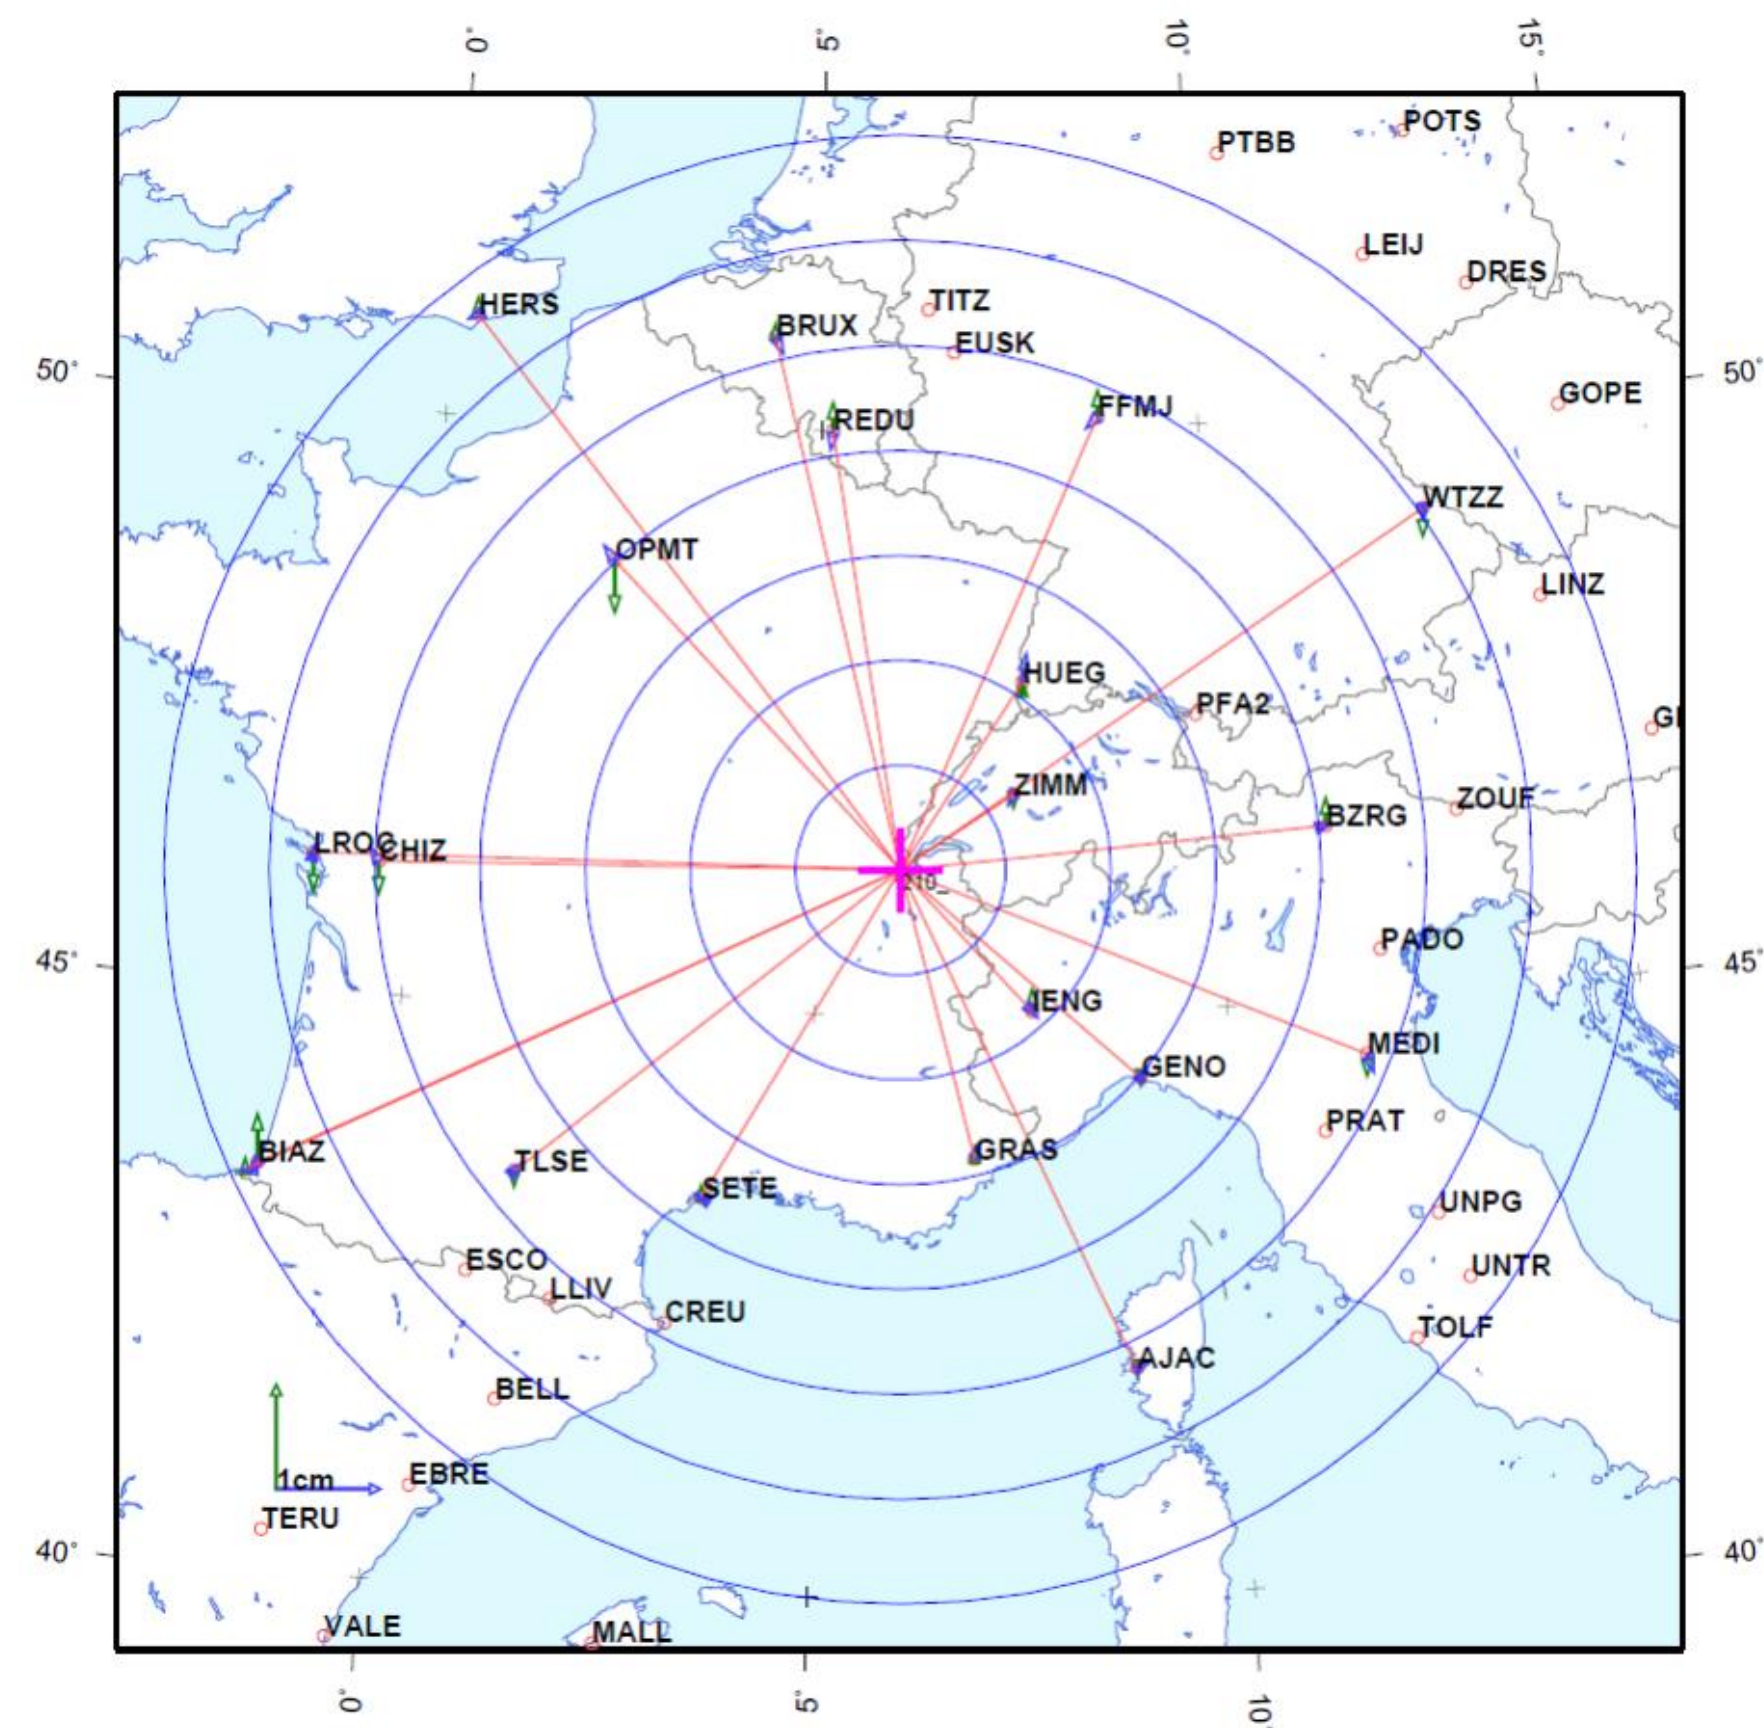 0°
5°
10°
15°
POTS
PTBB
LEIJ
DRES
HERS
TITZ
BRUX
EUSK
50°
50°
GOPE
FFMJ
REDU
WTZZ
OPMT
LINZ
HUEG
PFA2
ZIMM
ZOUF
BZRG
LROC
CHIZ
PADO
45°
45°
IENG
MEDI
GENO
PRAT
GRAS
BIAZ
TLSE
SETE
UNPG
ESCO
UNTR
LLIV
CREU
TOLF
AJAC
BELL
EBRE
1cm
TERU
40°
40°
VALE
MALL
0°
5°
10°